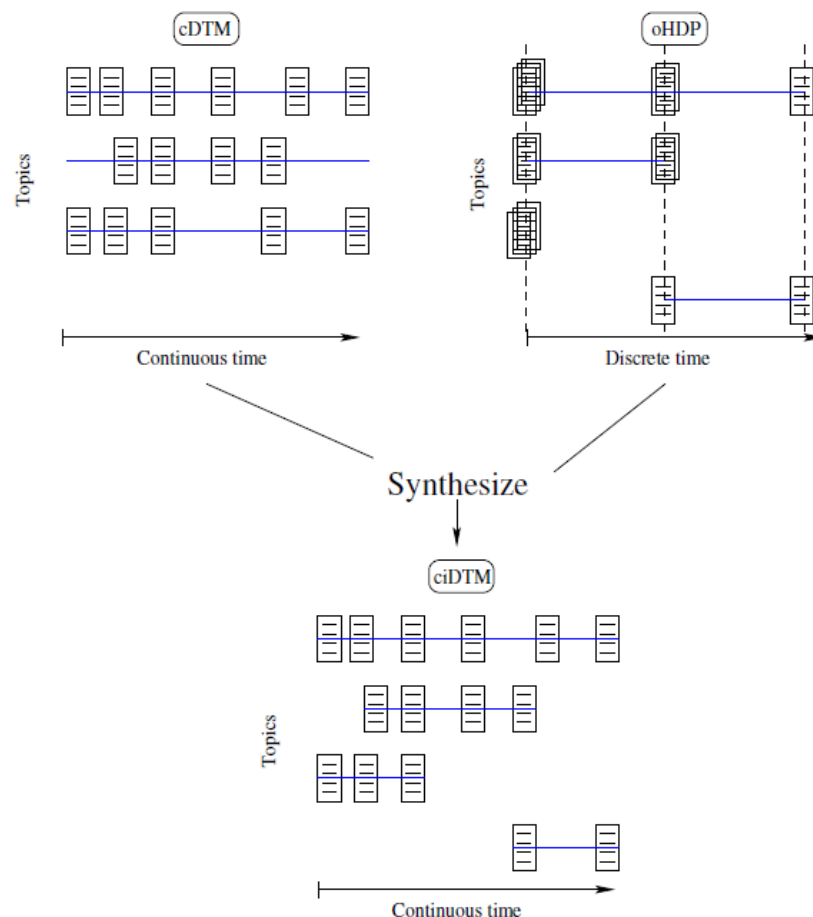 cDTM
oHDP
Topics
Topics
Continuous time
Discrete time
Synthesize
ciDTM
Topics
Continuous time